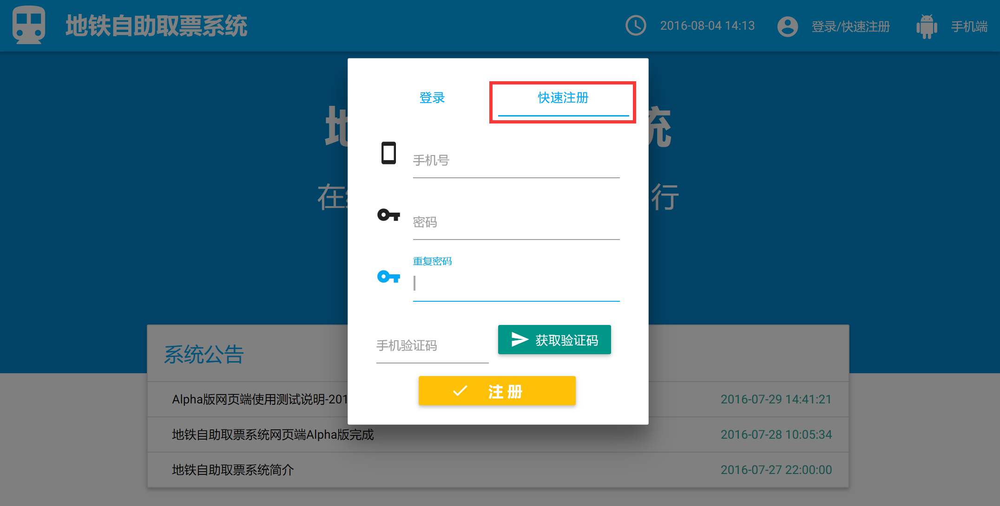 地铁自助取票系统
2016-08-04 14:13
登录/快速注册
手机端
登录
快速注册
地
统
手机号
在
行
密码
重复密码
手机验证码
获取验证码
系统公告
注 册
Alpha版网页端使用测试说明-201
2016-07-29 14:41:21
地铁自助取票系统网页端Alpha版完成
2016-07-28 10:05:34
地铁自助取票系统简介
2016-07-27 22:00:00